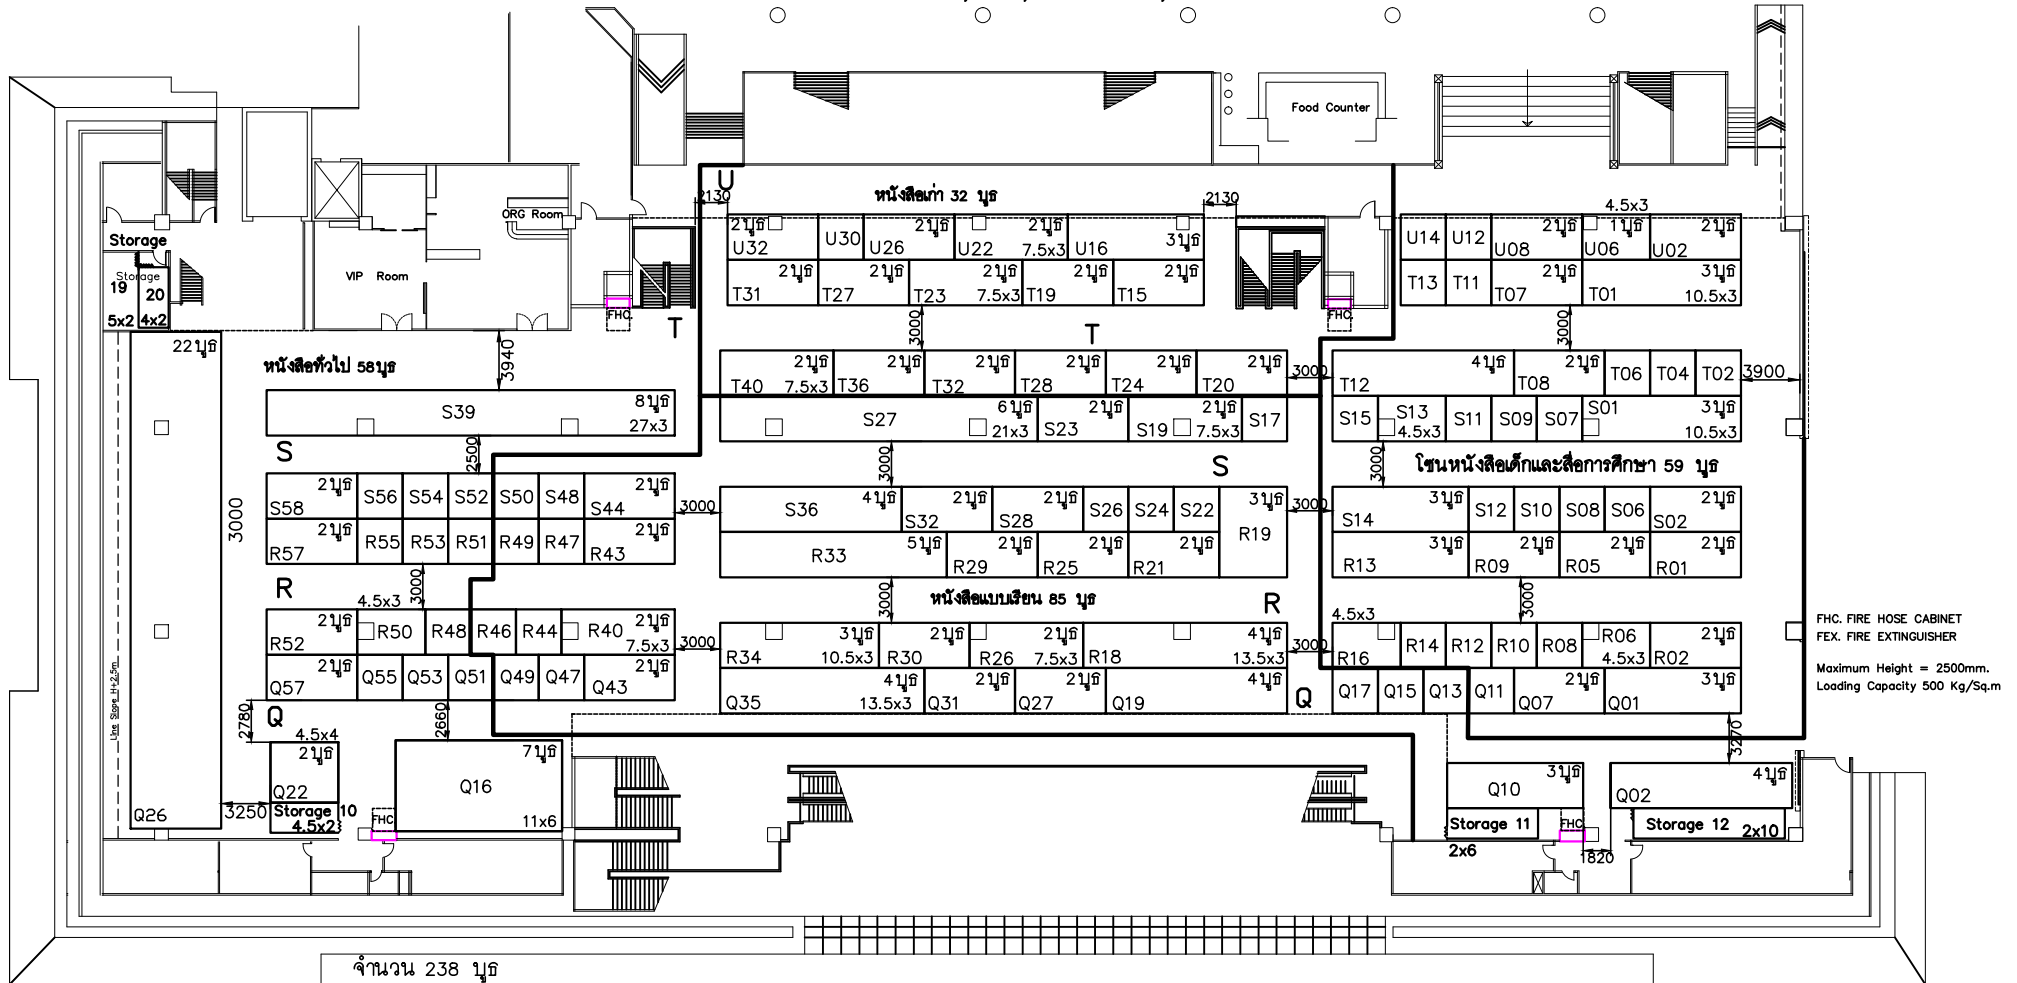 Food Counter
U
2130
หนังสือเก่า 32 บูธ
2130
4.5x3
ORG Room
2บูธ
U32
U30
2บูธ
U26
2บูธ
U22
7.5x3
U16
3บูธ
U14
U12
2บูธ
U08
1บูธ
U06
2บูธ
U02
Storage
Storage
19
20
5x2
4x2
VIP Room
FHC.
2บูธ
T31
2บูธ
T27
2บูธ
T23
7.5x3
2บูธ
T19
2บูธ
T15
FHC.
T13
T11
2บูธ
T07
3บูธ
T01
10.5x3
T
3000
T
3000
22บูธ
หนังสือทั่วไป 58บูธ
3940
2บูธ
T40
7.5x3
2บูธ
T36
2บูธ
T32
2บูธ
T28
2บูธ
T24
2บูธ
T20
3000
4บูธ
T12
2บูธ
T08
T06
T04
T02
3900
S39
8บูธ
27x3
S27
6บูธ
21x3
2บูธ
S23
2บูธ
S19
7.5x3
S17
S15
S13
4.5x3
S11
S09
S07
S01
3บูธ
10.5x3
S
2500
3000
S
3000
โซนหนังสือเด็กและสื่อการศึกษา 59 บูธ
3000
2บูธ
S58
S56
S54
S52
S50
S48
2บูธ
S44
3000
S36
4บูธ
2บูธ
S32
2บูธ
S28
S26
S24
S22
3บูธ
R19
3000
3บูธ
S14
S12
S10
S08
S06
2บูธ
S02
2บูธ
R57
R55
R53
R51
R49
R47
2บูธ
R43
R33
5บูธ
2บูธ
R29
2บูธ
R25
2บูธ
R21
3บูธ
R13
2บูธ
R09
2บูธ
R05
2บูธ
R01
R
4.5x3
3000
3000
หนังสือแบบเรียน 85 บูธ
R
3000
4.5x3
2บูธ
R52
R50
R48
R46
R44
R40
2บูธ
7.5x3
3000
3บูธ
R34
10.5x3
2บูธ
R30
2บูธ
R26
7.5x3
4บูธ
R18
13.5x3
3000
R16
R14
R12
R10
R08
R06
4.5x3
2บูธ
R02
2บูธ
Q57
Q55
Q53
Q51
Q49
Q47
2บูธ
Q43
4บูธ
Q35
13.5x3
2บูธ
Q31
2บูธ
Q27
4บูธ
Q19
Q
Q17
Q15
Q13
Q11
2บูธ
Q07
3บูธ
Q01
FHC. FIRE HOSE CABINET
FEX. FIRE EXTINGUISHER
Maximum Height = 2500mm.
Loading Capacity 500 Kg/Sq.m
Line Slope H+2.5m
2780
Q
2660
3270
4.5x4
2บูธ
Q22
Storage 10
4.5x2
Q26
3250
FHC
7บูธ
Q16
11x6
3บูธ
Q10
Storage 11
2x6
FHC
1820
4บูธ
Q02
Storage 12
2x10
จำนวน 238 บูธ